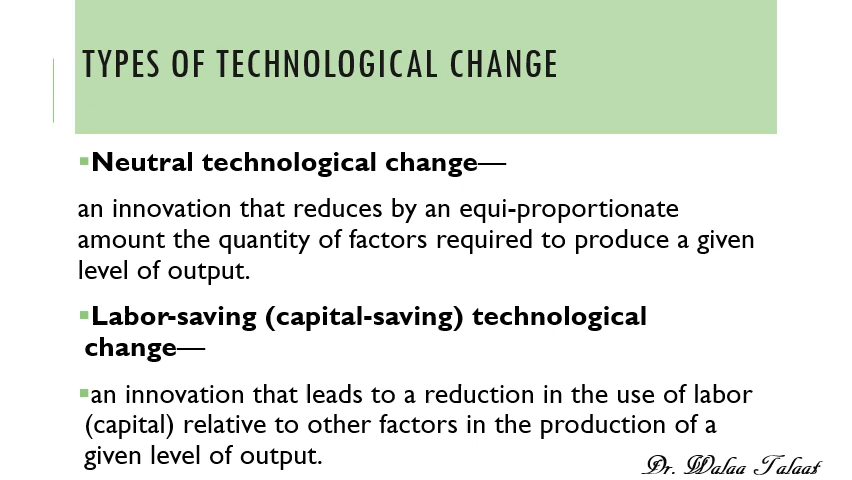 TYPES OF TECHNOLOGICAL CHANGE
▪Neutral technological change—
an innovation that reduces by an equi-proportionate
amount the quantity of factors required to produce a given
level of output.
▪Labor-saving (capital-saving) technological
change—
▪an innovation that leads to a reduction in the use of labor
(capital) relative to other factors in the production of a
given level of output.
Dr. Walaa Talaat